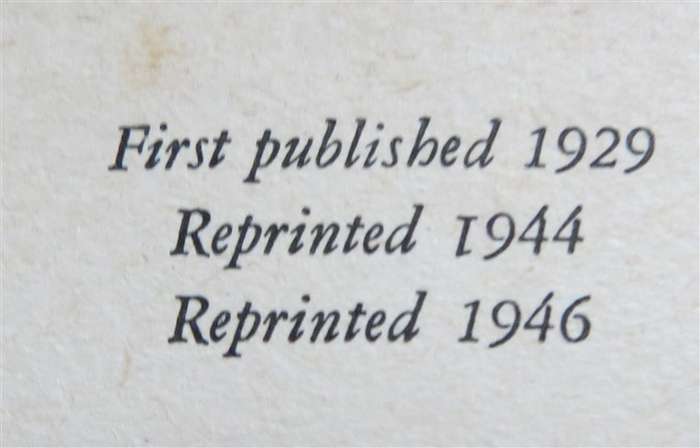 First published 1929
Reprinted 1944
Reprinted 1946